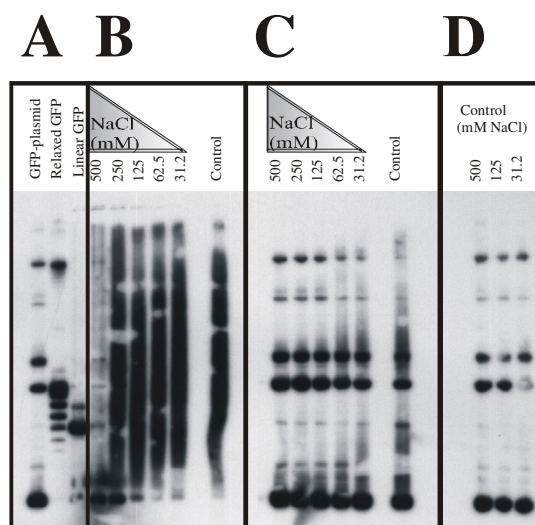 A B C D
GFP-plasmid
Relaxed GFP
Linear GFP
NaCl
(mM)
500
250
125
62.5
31.2
Control
NaCl
(mM)
500
250
125
62.5
31.2
Control
Control
(mM NaCl)
500
125
31.2